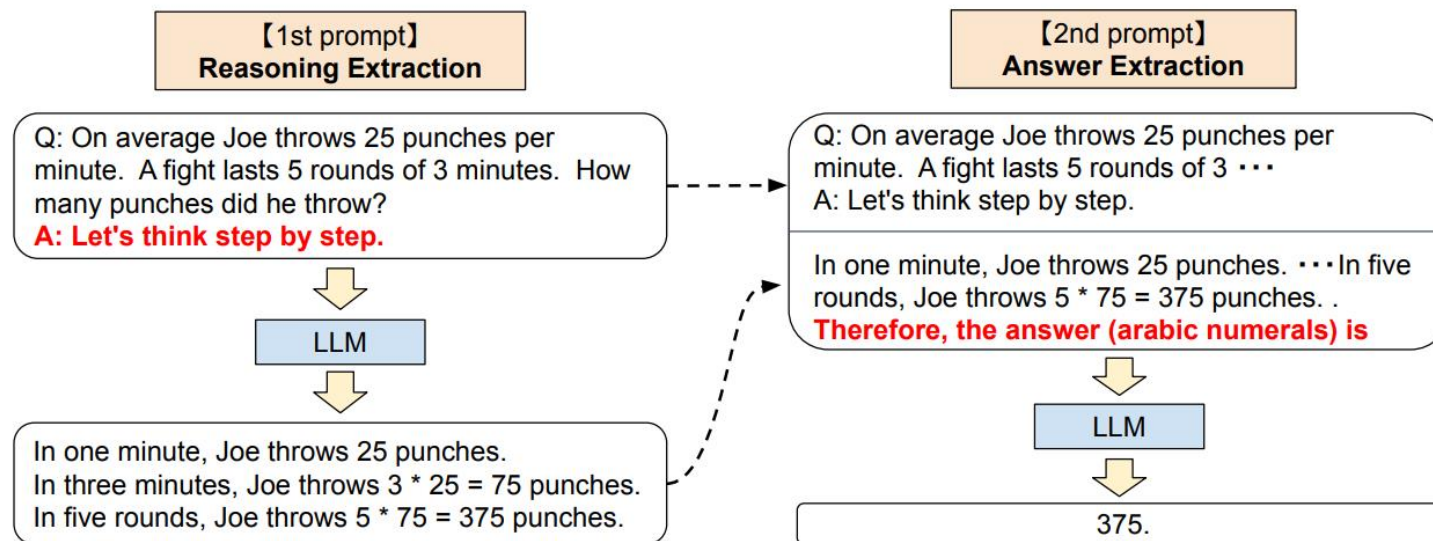 【1st prompt】
Reasoning Extraction
Q: On average Joe throws 25 punches per
minute. A fight lasts 5 rounds of 3 minutes. How
many punches did he throw?
A: Let's think step by step.
LLM
In one minute, Joe throws 25 punches.
In three minutes, Joe throws 3 * 25 = 75 punches.
In five rounds, Joe throws 5 * 75 = 375 punches.
【2nd prompt】
Answer Extraction
Q: On average Joe throws 25 punches per
minute. A fight lasts 5 rounds of 3 ･･･
A: Let's think step by step.
In one minute, Joe throws 25 punches. ･･･In five
rounds, Joe throws 5 * 75 = 375 punches. .
Therefore, the answer (arabic numerals) is
LLM
375.